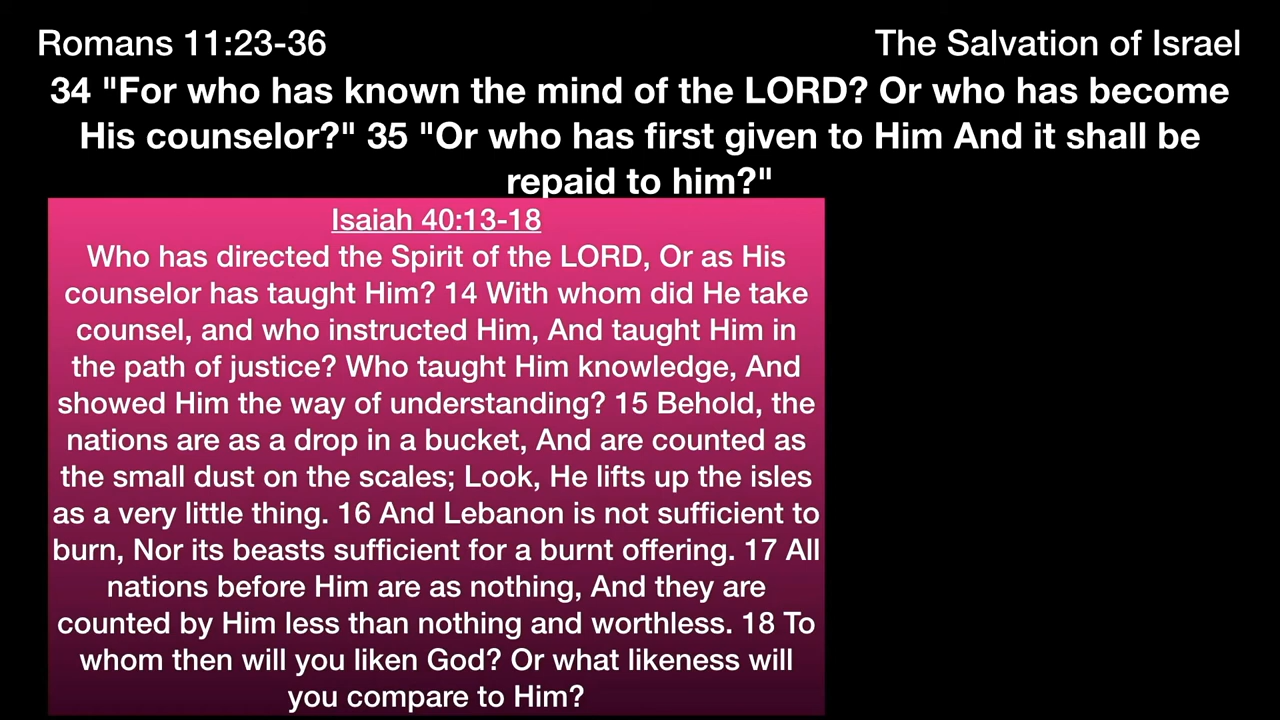 Romans 11:23-36
The Salvation of Israel
34 "For who has known the mind of the LORD? Or who has become
His counselor?" 35 "Or who has first given to Him And it shall be
repaid to him?"
Isaiah 40:13-18
Who has directed the Spirit of the LORD, Or as His
counselor has taught Him? 14 With whom did He take
counsel, and who instructed Him, And taught Him in
the path of justice? Who taught Him knowledge, And
showed Him the way of understanding? 15 Behold, the
nations are as a drop in a bucket, And are counted as
the small dust on the scales; Look, He lifts up the isles
as a very little thing. 16 And Lebanon is not sufficient to
burn, Nor its beasts sufficient for a burnt offering. 17 All
nations before Him are as nothing, And they are
counted by Him less than nothing and worthless. 18 To
whom then will you liken God? Or what likeness will
you compare to Him?